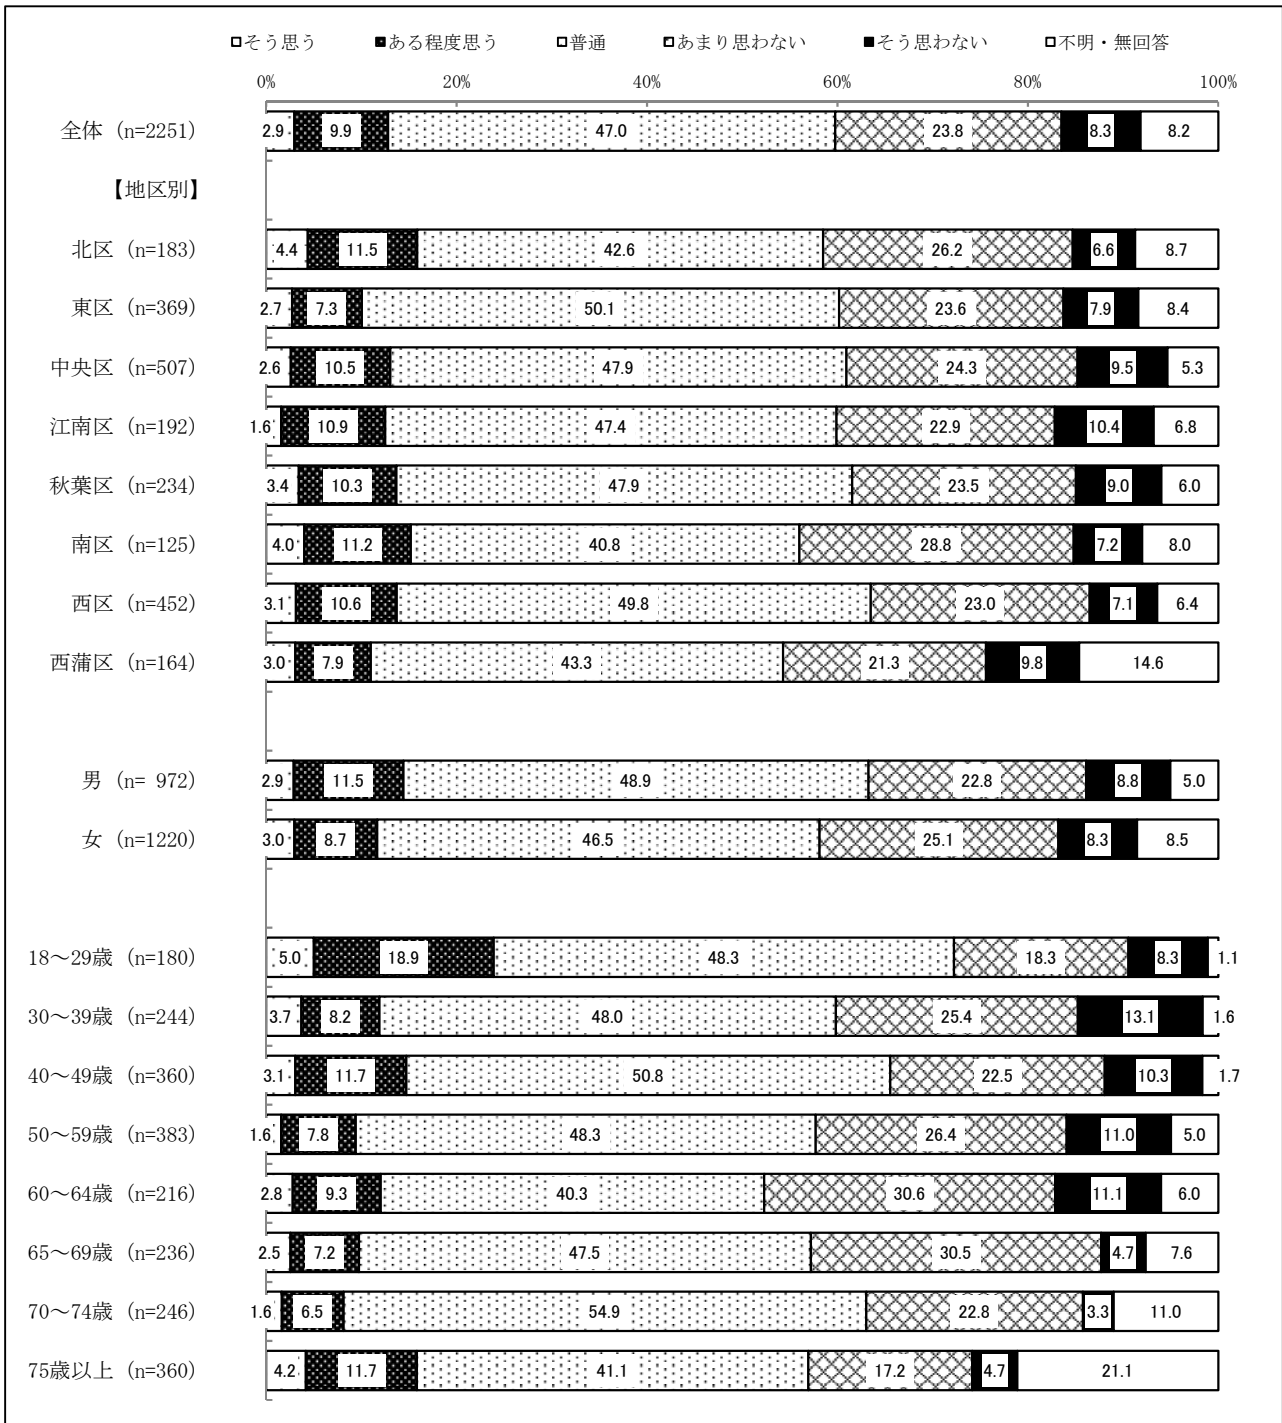 □そう思う ■ある程度思う □普通 □あまり思わない ■そう思わない □不明・無回答
0% 20% 40% 60% 80% 100%
全体 (n=2251) 2.9 9.9 47.0 23.8 8.3 8.2
【地区別】
北区 (n=183) 4.4 11.5 42.6 26.2 6.6 8.7
東区 (n=369) 2.7 7.3 50.1 23.6 7.9 8.4
中央区 (n=507) 2.6 10.5 47.9 24.3 9.5 5.3
江南区 (n=192) 1.6 10.9 47.4 22.9 10.4 6.8
秋葉区 (n=234) 3.4 10.3 47.9 23.5 9.0 6.0
南区 (n=125) 4.0 11.2 40.8 28.8 7.2 8.0
西区 (n=452) 3.1 10.6 49.8 23.0 7.1 6.4
西蒲区 (n=164) 3.0 7.9 43.3 21.3 9.8 14.6
男 (n= 972) 2.9 11.5 48.9 22.8 8.8 5.0
女 (n=1220) 3.0 8.7 46.5 25.1 8.3 8.5
18～29歳 (n=180) 5.0 18.9 48.3 18.3 8.3 1.1
30～39歳 (n=244) 3.7 8.2 48.0 25.4 13.1 1.6
40～49歳 (n=360) 3.1 11.7 50.8 22.5 10.3 1.7
50～59歳 (n=383) 1.6 7.8 48.3 26.4 11.0 5.0
60～64歳 (n=216) 2.8 9.3 40.3 30.6 11.1 6.0
65～69歳 (n=236) 2.5 7.2 47.5 30.5 4.7 7.6
70～74歳 (n=246) 1.6 6.5 54.9 22.8 3.3 11.0
75歳以上 (n=360) 4.2 11.7 41.1 17.2 4.7 21.1